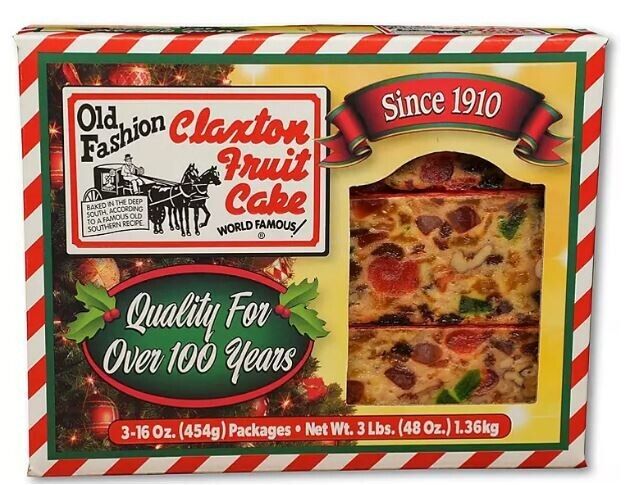 Old
Fashion
Claxton
Fruit
Cake
WORLD FAMOUS!
®
BAKED IN THE DEEP
SOUTH, ACCORDING
TO A FAMOUS OLD
SOUTHERN RECIPE
Since 1910
Quality For
Over 100 Years
3-16 Oz. (454g) Packages • Net Wt. 3 Lbs. (48 Oz.) 1.36kg